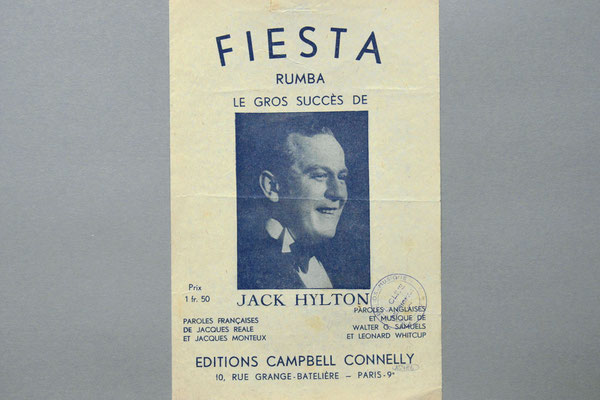 FIESTA
RUMBA
LE GROS SUCCÈS DE
Prix
1 fr. 50
JACK HYLTON
PAROLES FRANÇAISES
DE JACQUES REALE
ET JACQUES MONTEUX
PAROLES ANGLAISES
ET MUSIQUE DE
WALTER G. SAMUELS
ET LEONARD WHITCUP
EDITIONS CAMPBELL CONNELLY
10, RUE GRANGE-BATELIÈRE — PARIS-9e